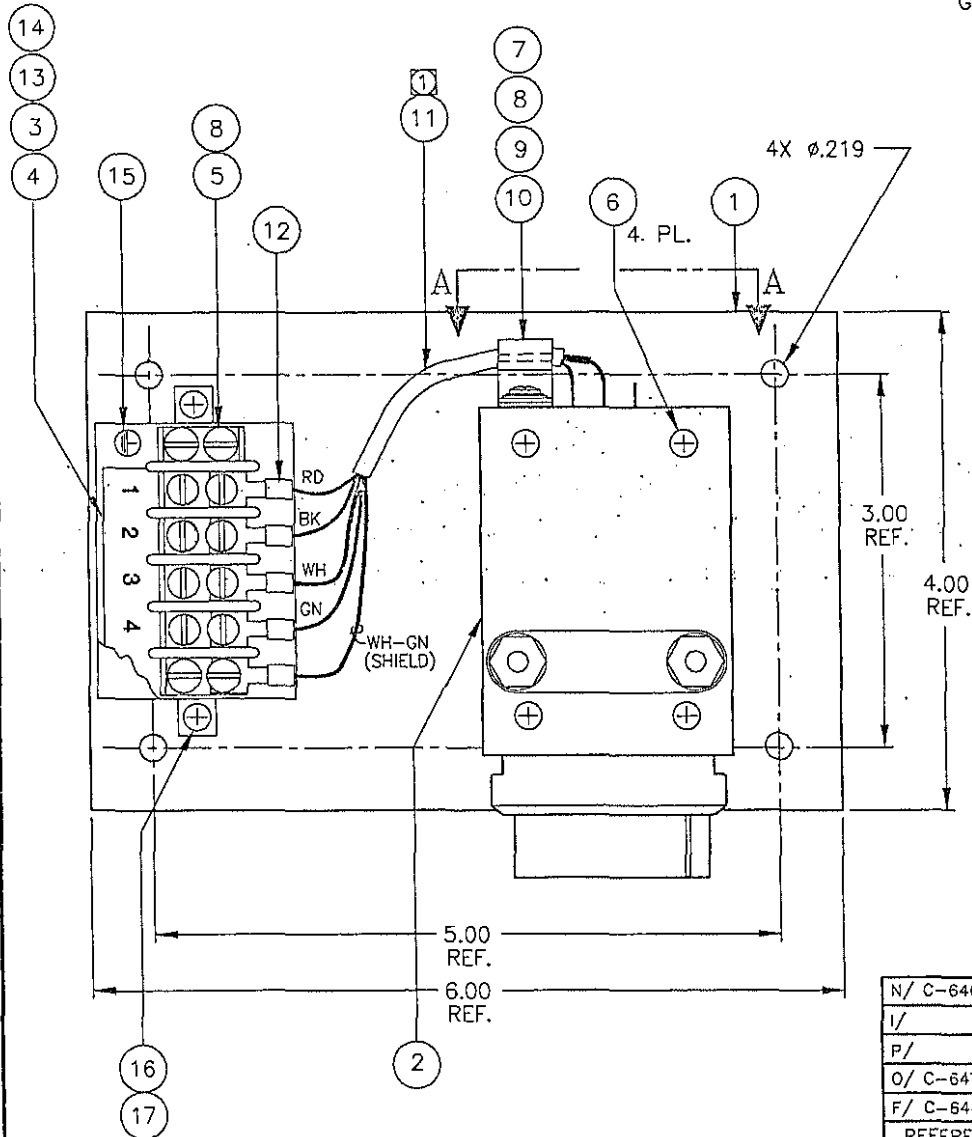 G
14
13
3
4
15
8
5
12
1
11
7
8
9
10
6
4. PL.
1
4X ⌀.219
A
A
RD
BK
WH
GN
WH-GN
(SHIELD)
1
2
3
4
3.00
REF.
4.00
REF.
5.00
REF.
6.00
REF.
16
17
2
N/ C-646
I/
P/
O/ C-647
F/ C-64